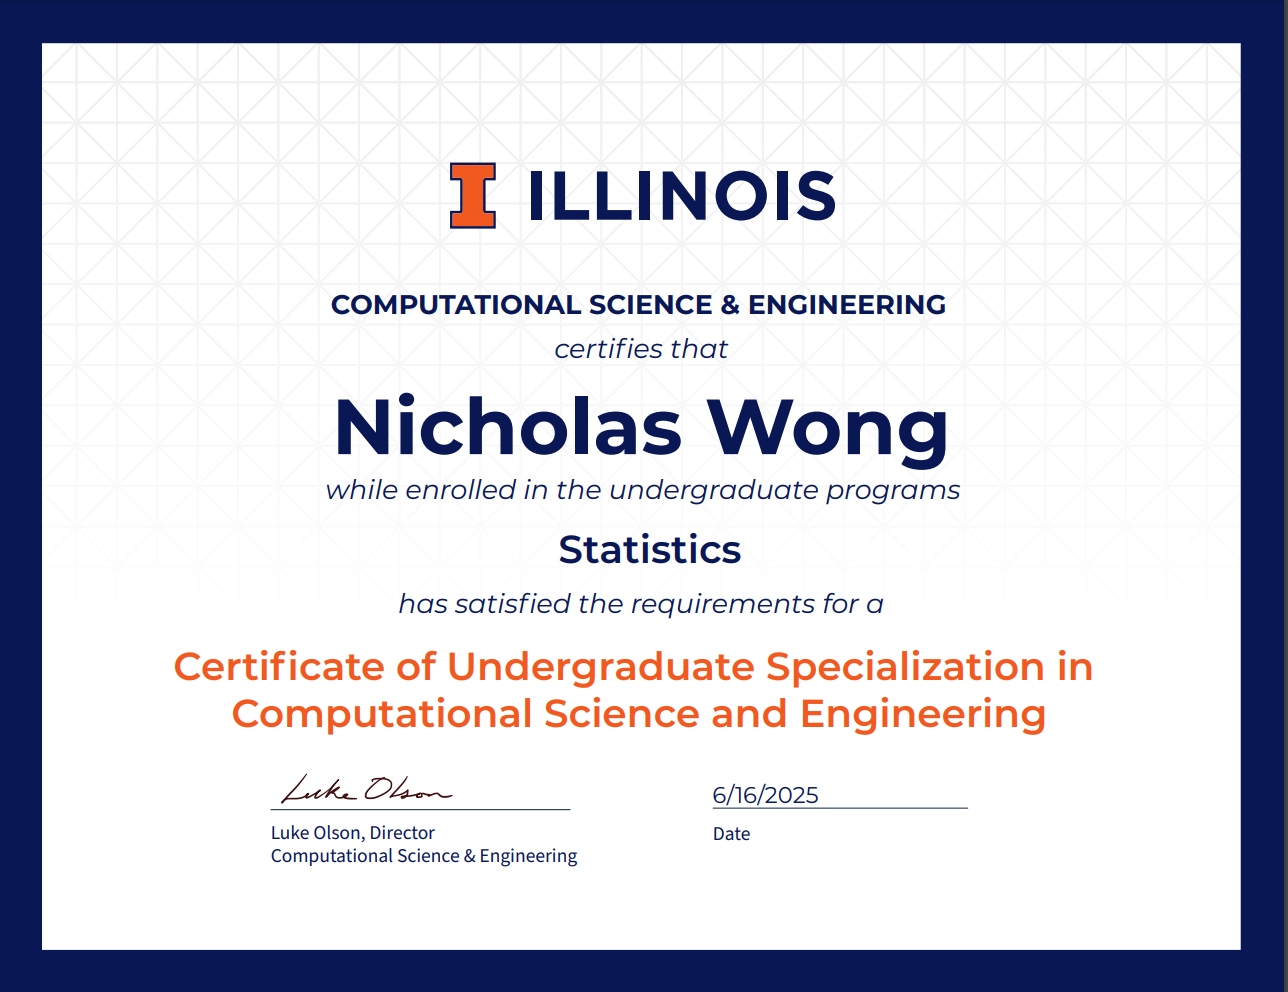 I ILLINOIS
COMPUTATIONAL SCIENCE & ENGINEERING
certifies that
Nicholas Wong
while enrolled in the undergraduate programs
Statistics
has satisfied the requirements for a
Certificate of Undergraduate Specialization in
Computational Science and Engineering
Luke Olson
6/16/2025
Luke Olson, Director
Date
Computational Science & Engineering